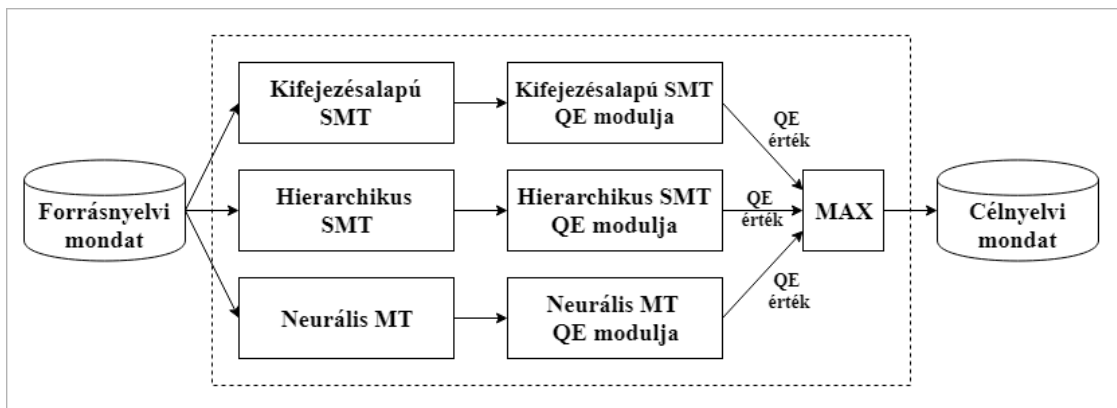 Kifejezésalapú
SMT
Kifejezésalapú SMT
QE modulja
QE
érték
Forrásnyelvi
mondat
Hierarchikus
SMT
Hierarchikus SMT
QE modulja
QE
érték
MAX
Célnyelvi
mondat
Neurális MT
Neurális MT
QE modulja
QE
érték